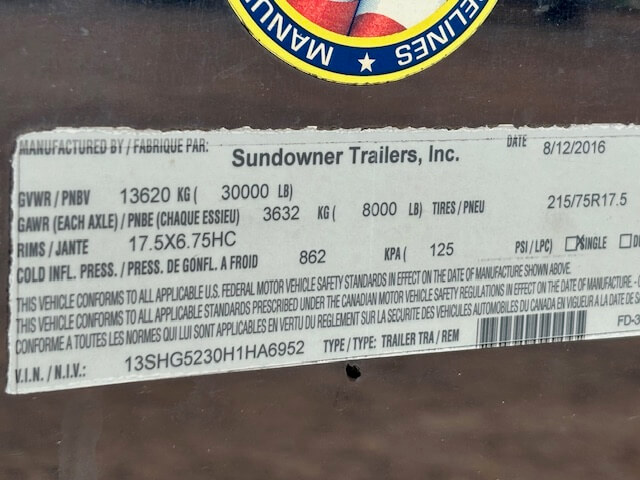 MANU
ELINES
MANUFACTURED BY / FABRIQUE PAR: Sundowner Trailers, Inc. DATE 8/12/2016
GVWR / PNBV 13620 KG ( 30000 LB)
GAWR (EACH AXLE) / PNBE (CHAQUE ESSIEU) 3632 KG ( 8000 LB) TIRES / PNEU 215/75R17.5
RIMS / JANTE 17.5X6.75HC
COLD INFL. PRESS. / PRESS. DE GONFL. A FROID 862 KPA ( 125 PSI / LPC) SINGLE
THIS VEHICLE CONFORMS TO ALL APPLICABLE U.S. FEDERAL MOTOR VEHICLE SAFETY STANDARDS IN EFFECT ON THE DATE OF MANUFACTURE SHOWN ABOVE.
THIS VEHICLE CONFORMS TO ALL APPLICABLE STANDARDS PRESCRIBED UNDER THE CANADIAN MOTOR VEHICLE SAFETY REGULATIONS IN EFFECT ON THE DATE OF MANUFACTURE. -
CONFORME A TOUTES LES NORMES QUI LUI SONT APPLICABLES EN VERTU DU REGLEMENT SUR LA SECURITE DES VEHICULES AUTOMOBILES DU CANADA EN VIGUEUR A LA DATE DE
V.I.N. / N.I.V.: 13SHG5230H1HA6952 TYPE / TYPE: TRAILER TRA / REM FD-3